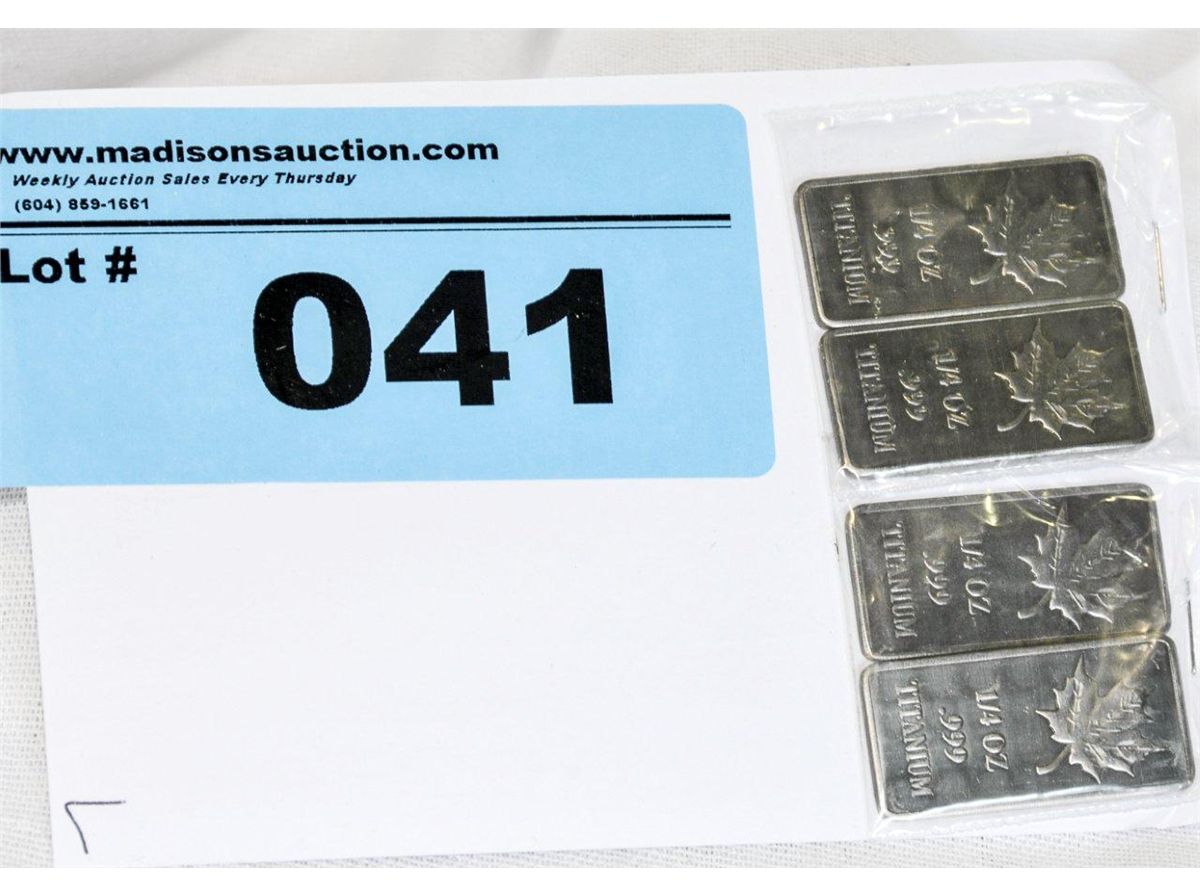 www.madisonsauction.com
Weekly Auction Sales Every Thursday
(604) 859-1661
Lot #
041
1/4 OZ
.999
TITANIUM
1/4 OZ
.999
TITANIUM
1/4 OZ
.999
TITANIUM
1/4 OZ
.999
TITANIUM